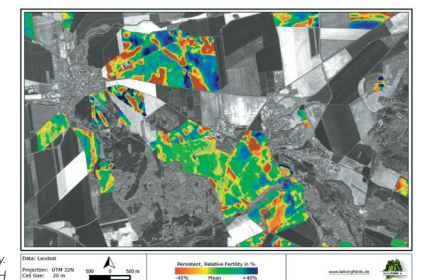 y.
H
Data: Landsat
Projection: UTM 32N
Cell Size: 20 m
500 0 500 m
Persistent, Relative Fertility in %
-40% Mean +40%
www.talkingfields.de